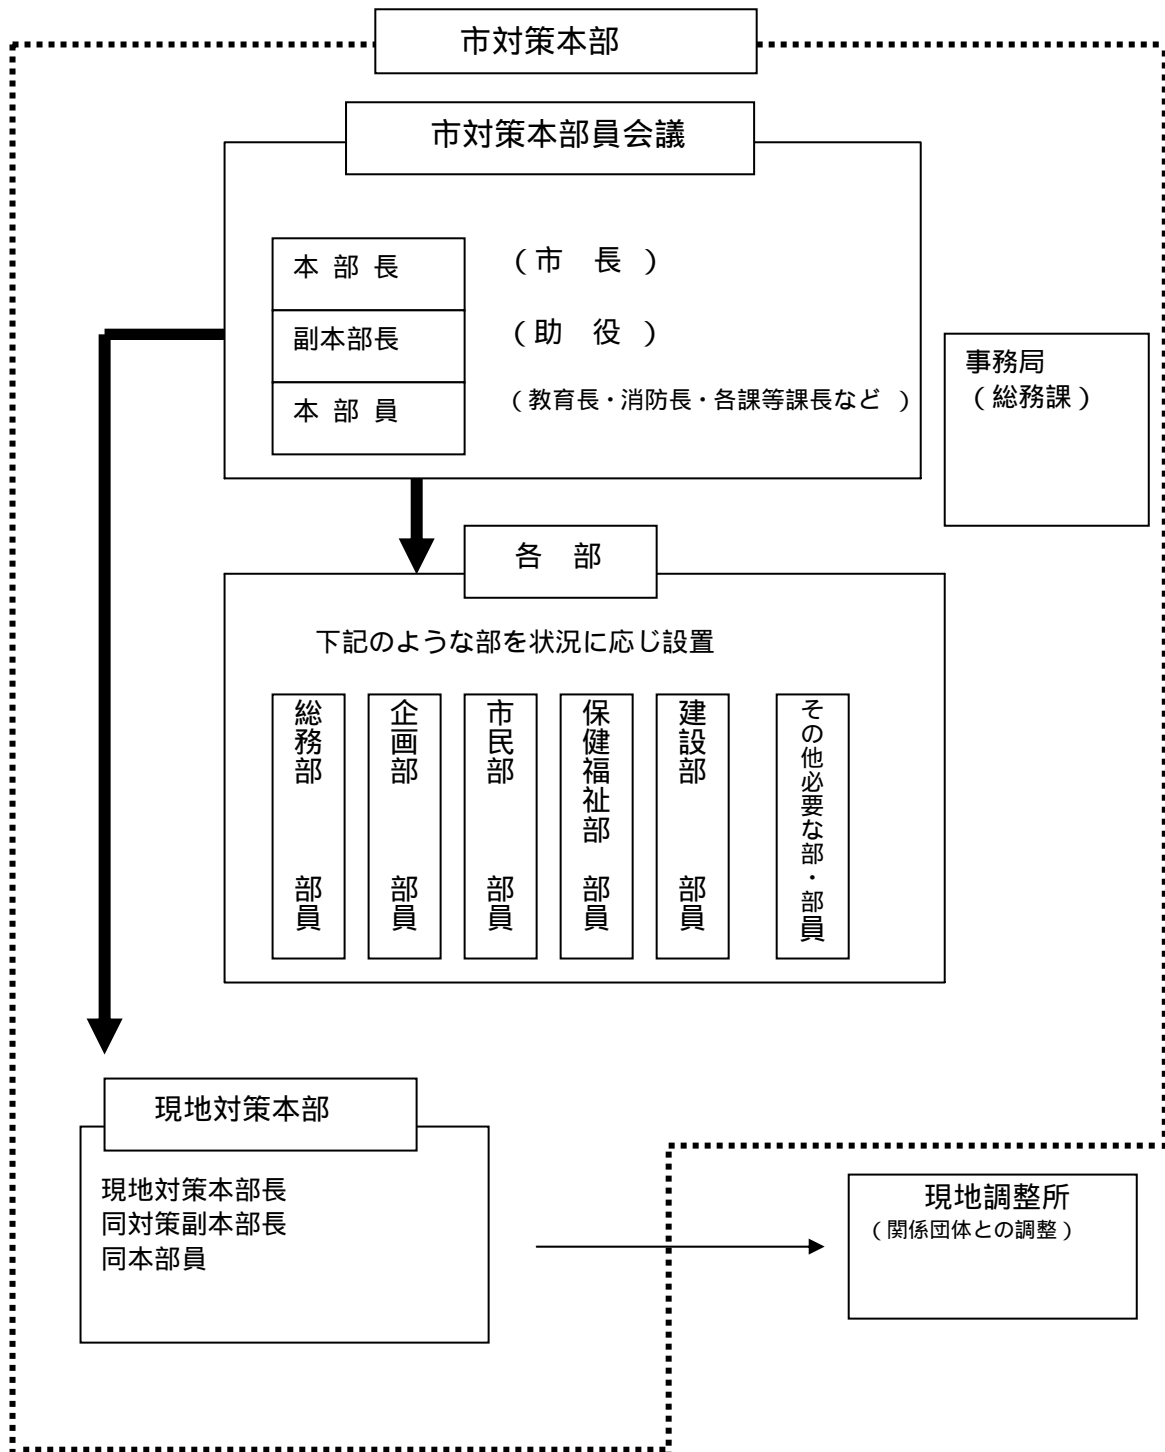 市対策本部
市対策本部員会議
本 部 長
（市　長 ）
副本部長
（助　役 ）
本 部 員
（教育長・消防長・各課等課長など ）
事務局
（総務課）
各　部
下記のような部を状況に応じ設置
総務部　　部員
企画部　　部員
市民部　　部員
保健福祉部　部員
建設部　　部員
その他必要な部・部員
現地対策本部
現地対策本部長
同対策副本部長
同本部員
現地調整所
（関係団体との調整）